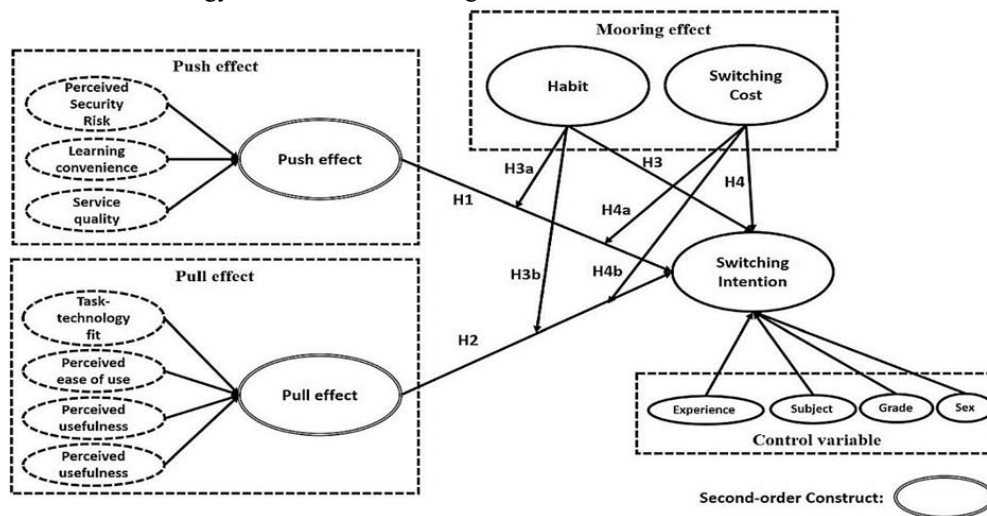 Mooring effect
Habit
Switching
Cost
Push effect
Perceived
Security
Risk
Learning
convenience
Service
quality
Push effect
H3a
H3
H4
H1
H4a
H3b
H4b
H2
Switching
Intention
Pull effect
Task-
technology
fit
Perceived
ease of use
Perceived
usefulness
Perceived
usefulness
Pull effect
Experience
Subject
Grade
Sex
Control variable
Second-order Construct: